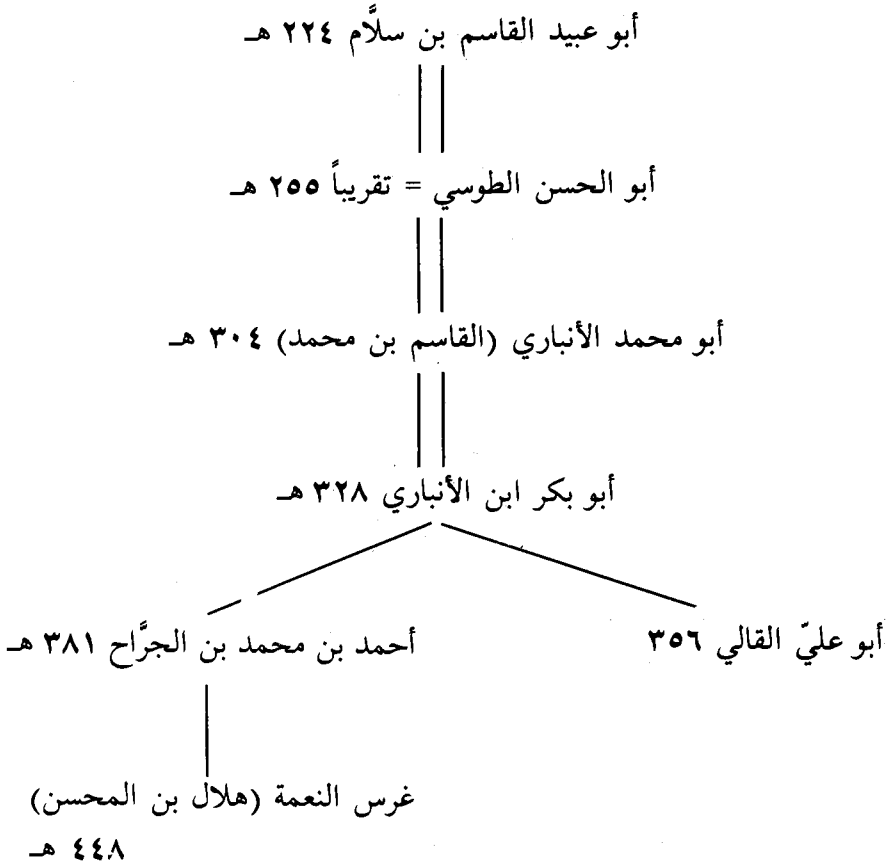 أبو عبيد القاسم بن سلَّام ٢٢٤ هـ
أبو الحسن الطوسي = تقريباً ٢٥٥ هـ
أبو محمد الأنباري (القاسم بن محمد) ٣٠٤ هـ
أبو بكر ابن الأنباري ٣٢٨ هـ
أبو عليّ القالي ٣٥٦
أحمد بن محمد بن الجرَّاح ٣٨١ هـ
غرس النعمة (هلال بن المحسن)
٤٤٨ هـ